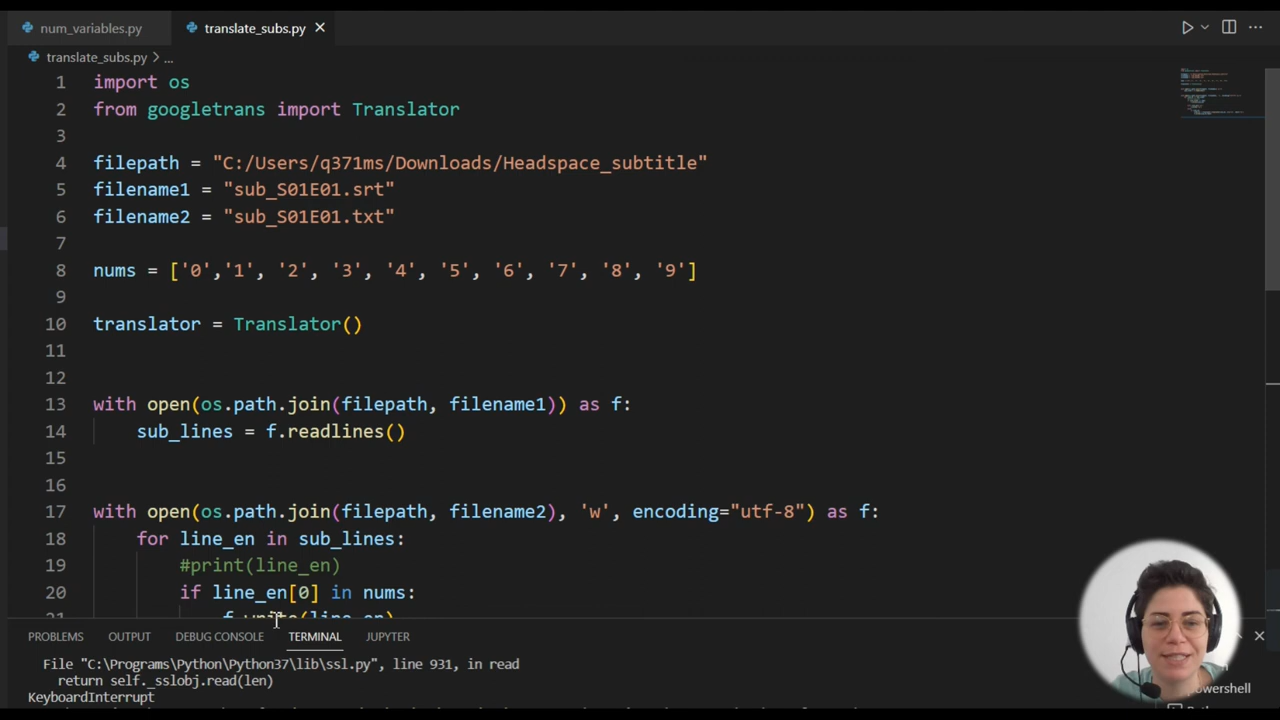 num_variables.py
translate_subs.py
translate_subs.py > ...
1 import os
2 from googletrans import Translator
3
4 filepath = "C:/Users/q371ms/Downloads/Headspace_subtitle"
5 filename1 = "sub_S01E01.srt"
6 filename2 = "sub_S01E01.txt"
7
8 nums = ['0','1', '2', '3', '4', '5', '6', '7', '8', '9']
9
10 translator = Translator()
11
12
13 with open(os.path.join(filepath, filename1)) as f:
14 sub_lines = f.readlines()
15
16
17 with open(os.path.join(filepath, filename2), 'w', encoding="utf-8") as f:
18 for line_en in sub_lines:
19 #print(line_en)
20 if line_en[0] in nums:
f.write(line_en)
PROBLEMS OUTPUT DEBUG CONSOLE TERMINAL JUPYTER
File "C:\Programs\Python\Python37\lib\ssl.py", line 931, in read
return self._sslobj.read(len)
powershell
KeyboardInterrupt